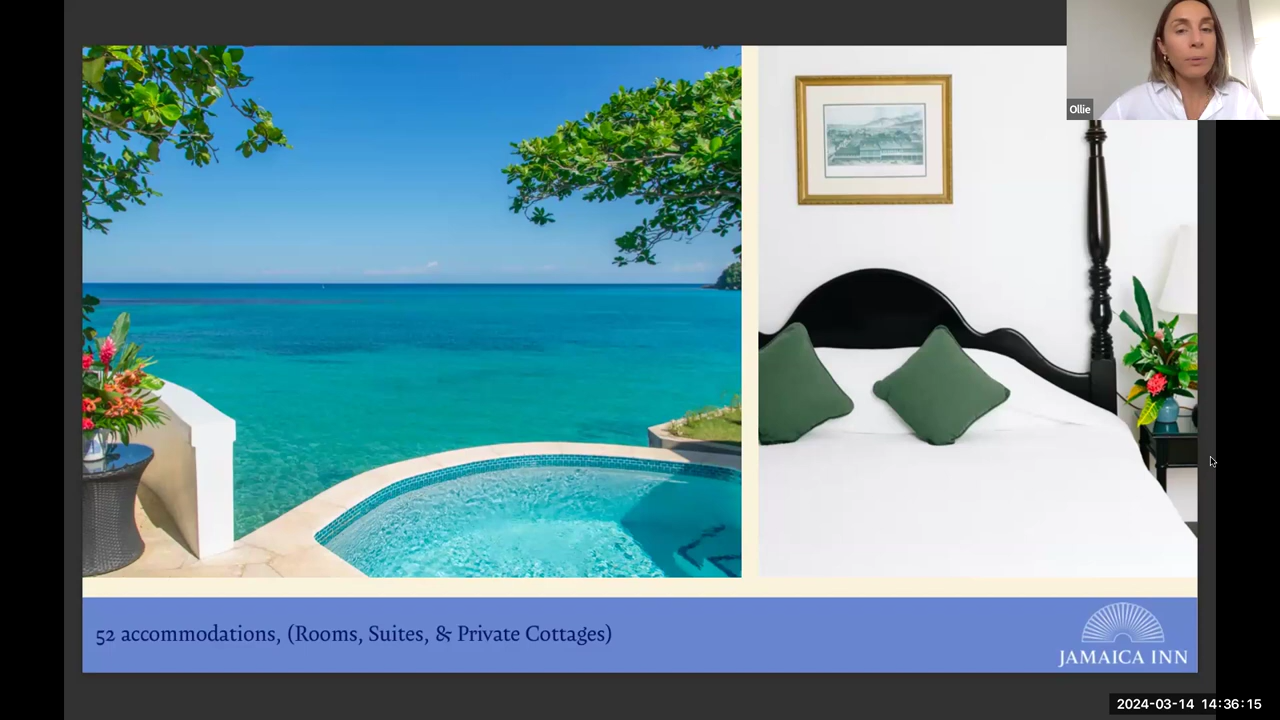 Ollie
52 accommodations, (Rooms, Suites, & Private Cottages)
JAMAICA INN
2024-03-14 14:36:15